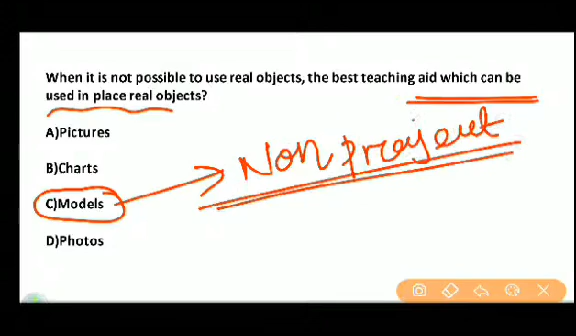 When it is not possible to use real objects, the best teaching aid which can be
used in place real objects?
A)Pictures
B)Charts
Non project
C)Models
D)Photos